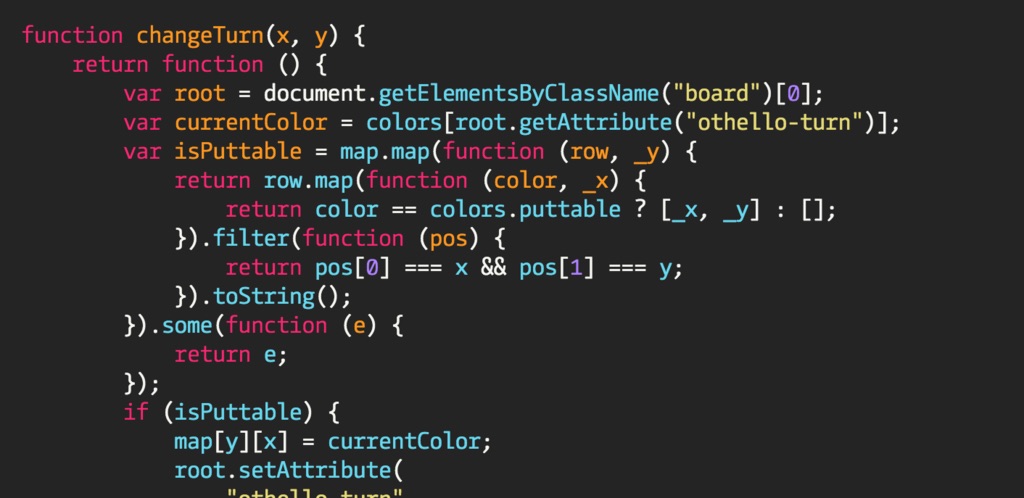 function changeTurn(x, y) {
    return function () {
        var root = document.getElementsByClassName("board")[0];
        var currentColor = colors[root.getAttribute("othello-turn")];
        var isPuttable = map.map(function (row, _y) {
            return row.map(function (color, _x) {
                return color == colors.puttable ? [_x, _y] : [];
            }).filter(function (pos) {
                return pos[0] === x && pos[1] === y;
            }).toString();
        }).some(function (e) {
            return e;
        });
        if (isPuttable) {
            map[y][x] = currentColor;
            root.setAttribute(
                "othello-turn"